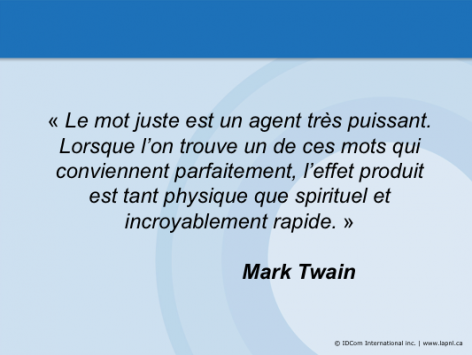 « Le mot juste est un agent très puissant.
Lorsque l'on trouve un de ces mots qui
conviennent parfaitement, l'effet produit
est tant physique que spirituel et
incroyablement rapide. »
Mark Twain
© IDCom International inc. | www.lapnl.ca